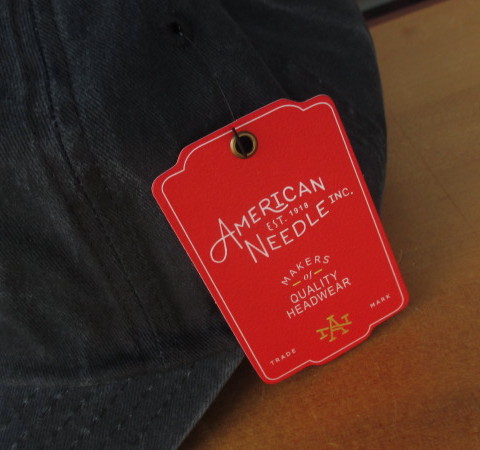 AMERICAN
EST. 1918
NEEDLE INC.
MAKERS
of
QUALITY
HEADWEAR
AN
TRADE MARK